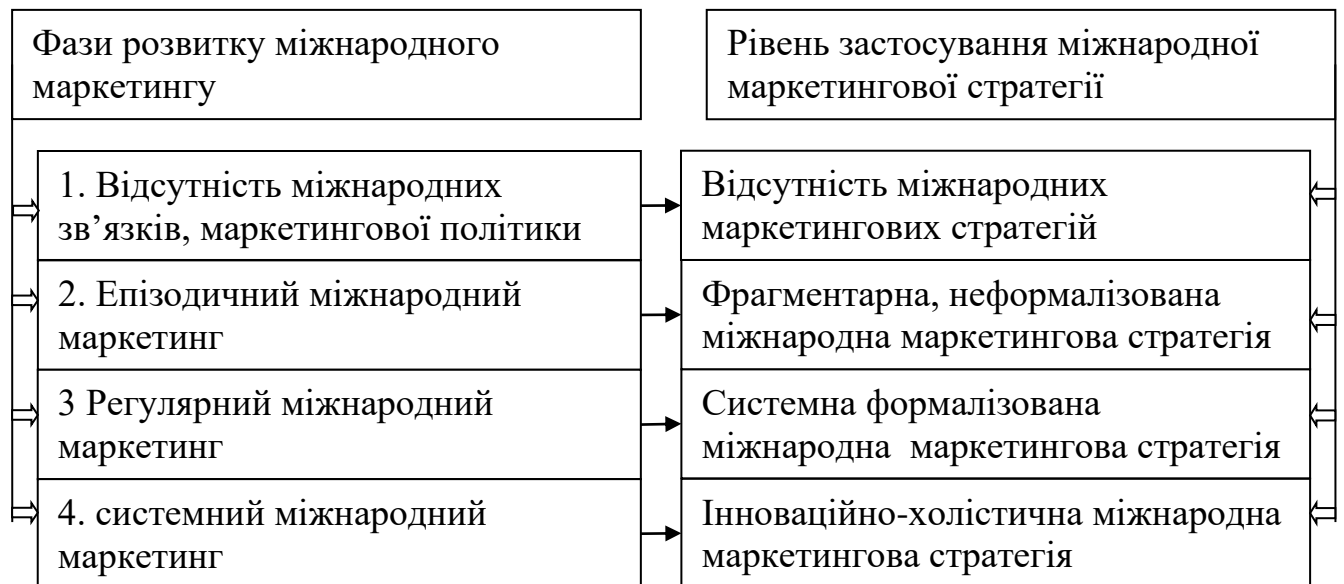 Фази розвитку міжнародного
маркетингу
Рівень застосування міжнародної
маркетингової стратегії
1. Відсутність міжнародних
зв’язків, маркетингової політики
Відсутність міжнародних
маркетингових стратегій
2. Епізодичний міжнародний
маркетинг
Фрагментарна, неформалізована
міжнародна маркетингова стратегія
3 Регулярний міжнародний
маркетинг
Системна формалізована
міжнародна маркетингова стратегія
4. системний міжнародний
маркетинг
Інноваційно-холістична міжнародна
маркетингова стратегія